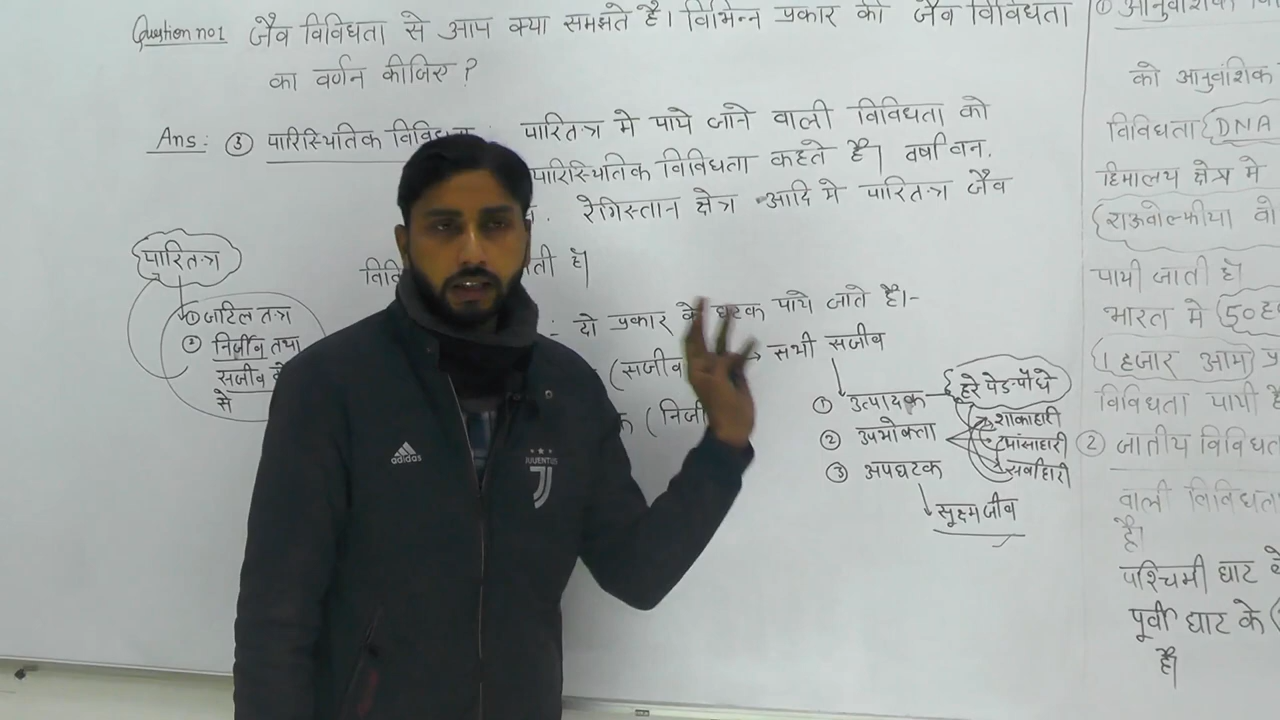 Question no 1 जैव विविधता से आप क्या समझते है। विभिन्न प्रकार की जैव विविधता
का वर्णन कीजिए ?
Ans: ③ पारिस्थितिक विविधता : पारितन्त्र मे पाये जाने वाली विविधता को
पारिस्थितिक विविधता कहते है। वर्षा वन.
रेगिस्तान क्षेत्र आदि मे पारितन्त्र जैव
है।
:- दो प्रकार के घटक पाये जाते है।-
(सजीव → सभी सजीव
क (निर्जी
① उत्पादक
हरे पेड-पौधे
② उपभोक्ता
शाकाहारी
मांसाहारी
सर्वाहारी
③ अपघटक
सूक्ष्मजीव
पारितन्त्र
① जटिल तन्त्र
② निर्जीव तथा
सजीव
से
adidas
JUVENTUS
①
को आनुवंशिक
विविधता DNA
हिमालय क्षेत्र मे
राऊवोल्फीया
पायी जाती है
भारत मे 50 ह
1 हजार आम
विविधता पायी
② जातीय विविधता
वाली विविधता
है।
पश्चिमी घाट
पूर्वी घाट के
है।